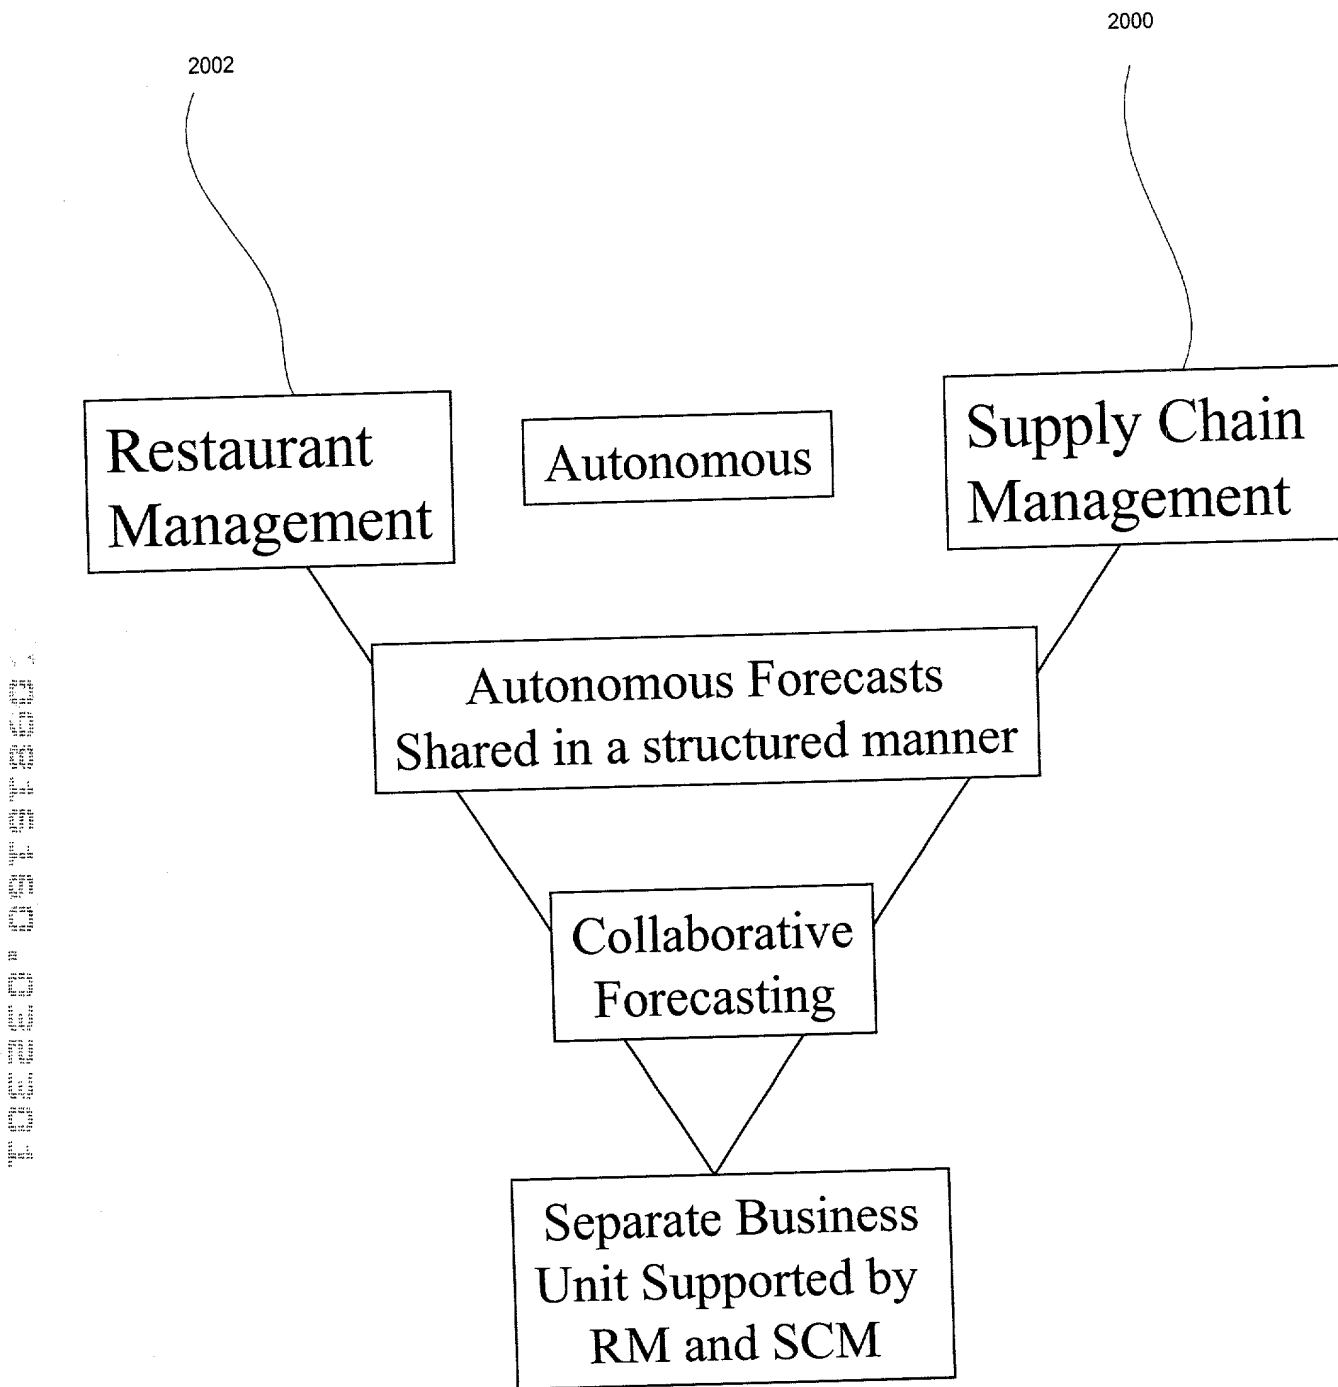 2000
2002
Restaurant
Management
Autonomous
Supply Chain
Management
Autonomous Forecasts
Shared in a structured manner
Collaborative
Forecasting
Separate Business
Unit Supported by
RM and SCM